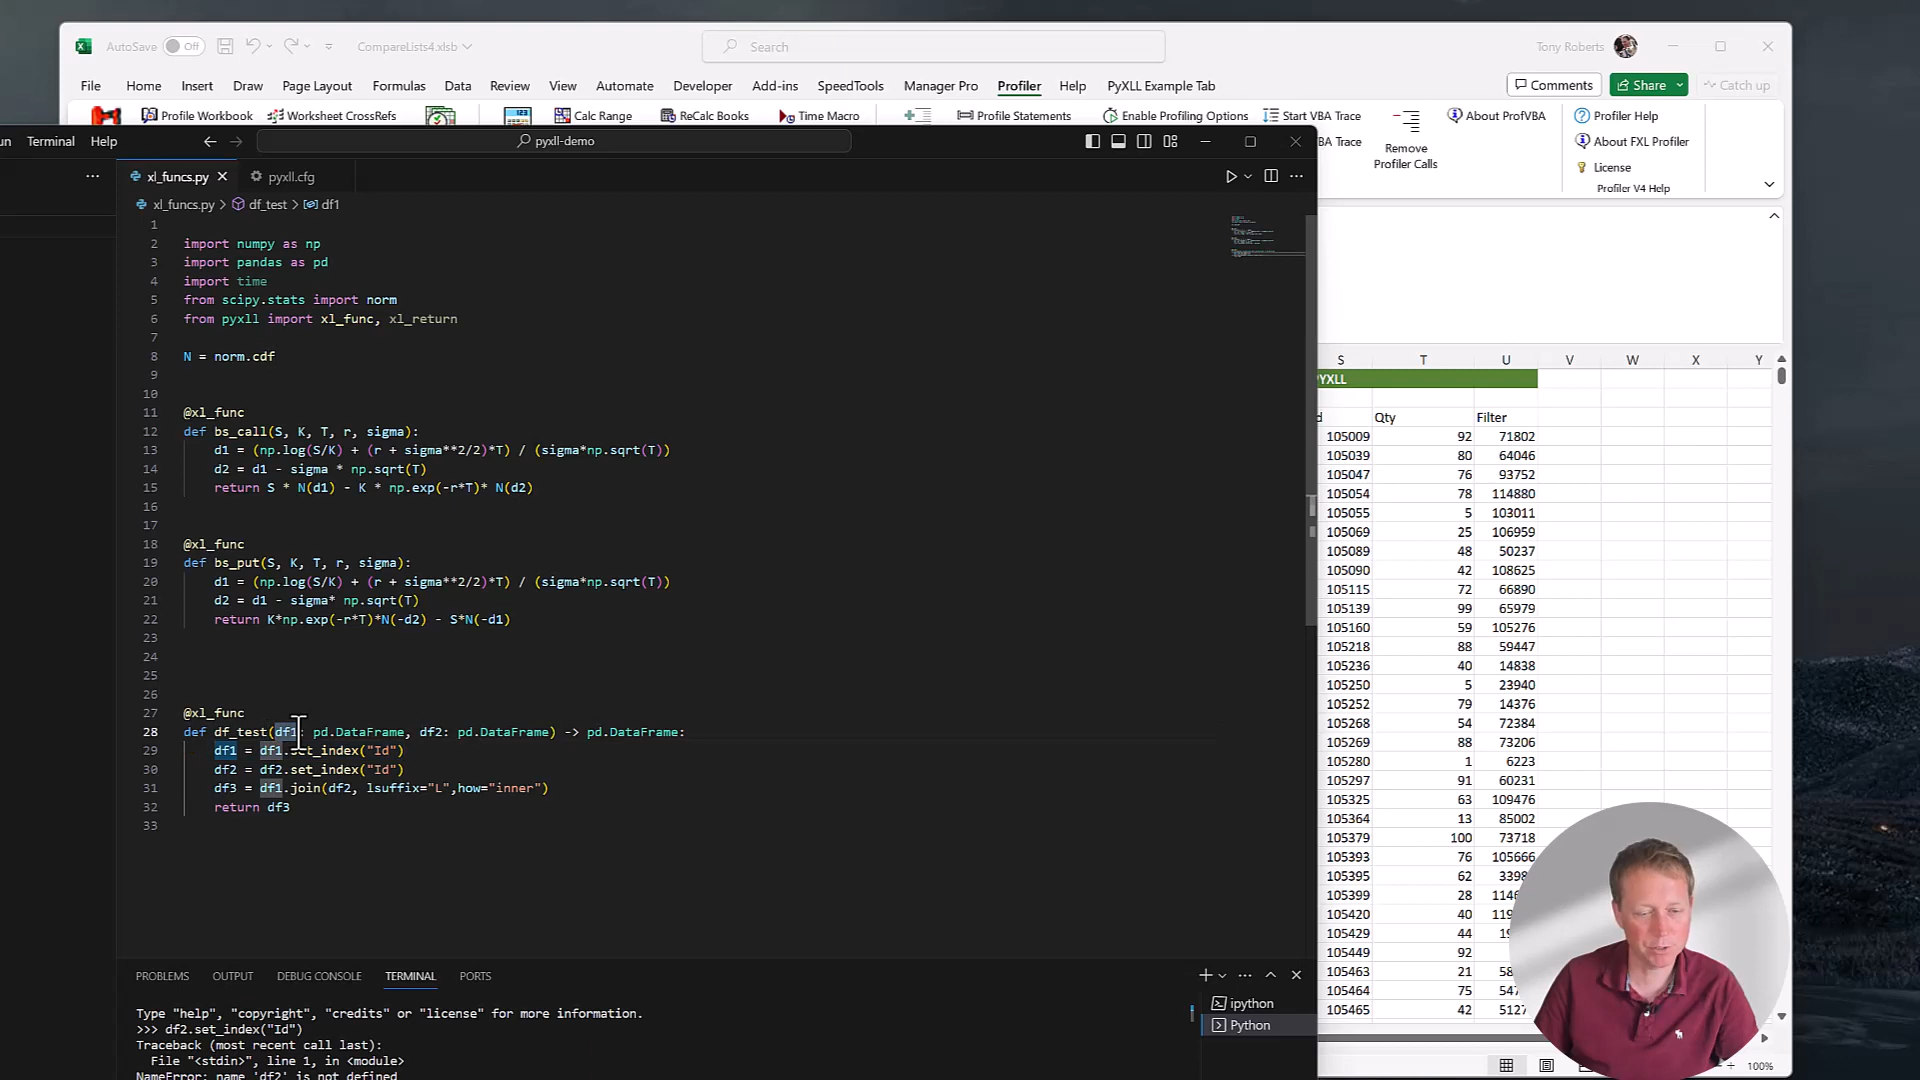 AutoSave Off CompareLists4.xlsb Search Tony Roberts
File Home Insert Draw Page Layout Formulas Data Review View Automate Developer Add-ins SpeedTools Manager Pro Profiler Help PyXLL Example Tab Comments Share Catch up
Profile Workbook Worksheet CrossRefs Calc Range ReCalc Books Time Macro Profile Statements Enable Profiling Options Start VBA Trace About ProfVBA Profiler Help
VBA Trace Remove Profiler Calls About FXL Profiler
License
Profiler V4 Help
un Terminal Help pyxll-demo
xl_funcs.py pyxll.cfg
xl_funcs.py > df_test > df1
1
2 import numpy as np
3 import pandas as pd
4 import time
5 from scipy.stats import norm
6 from pyxll import xl_func, xl_return
7
8 N = norm.cdf
9
10
11 @xl_func
12 def bs_call(S, K, T, r, sigma):
13 d1 = (np.log(S/K) + (r + sigma**2/2)*T) / (sigma*np.sqrt(T))
14 d2 = d1 - sigma * np.sqrt(T)
15 return S * N(d1) - K * np.exp(-r*T)* N(d2)
16
17
18 @xl_func
19 def bs_put(S, K, T, r, sigma):
20 d1 = (np.log(S/K) + (r + sigma**2/2)*T) / (sigma*np.sqrt(T))
21 d2 = d1 - sigma* np.sqrt(T)
22 return K*np.exp(-r*T)*N(-d2) - S*N(-d1)
23
24
25
26
27 @xl_func
28 def df_test(df1: pd.DataFrame, df2: pd.DataFrame) -> pd.DataFrame:
29 df1 = df1.set_index("Id")
30 df2 = df2.set_index("Id")
31 df3 = df1.join(df2, lsuffix="L",how="inner")
32 return df3
33
PROBLEMS OUTPUT DEBUG CONSOLE TERMINAL PORTS
Type "help", "copyright", "credits" or "license" for more information.
>>> df2.set_index("Id")
Traceback (most recent call last):
File "<stdin>", line 1, in <module>
NameError: name 'df2' is not defined
ipython
Python
S T U V W X Y
PYXLL
d Qty Filter
105009 92 71802
105039 80 64046
105047 76 93752
105054 78 114880
105055 5 103011
105069 25 106959
105089 48 50237
105090 42 108625
105115 72 66890
105139 99 65979
105160 59 105276
105218 88 59447
105236 40 14838
105250 5 23940
105252 79 14376
105268 54 72384
105269 88 73206
105280 1 6223
105297 91 60231
105325 63 109476
105364 13 85002
105379 100 73718
105393 76 105666
105395 62 3398
105399 28 114
105420 40 119
105429 44 19
105449 92
105463 21 58
105464 75 547
105465 42 5127
100%